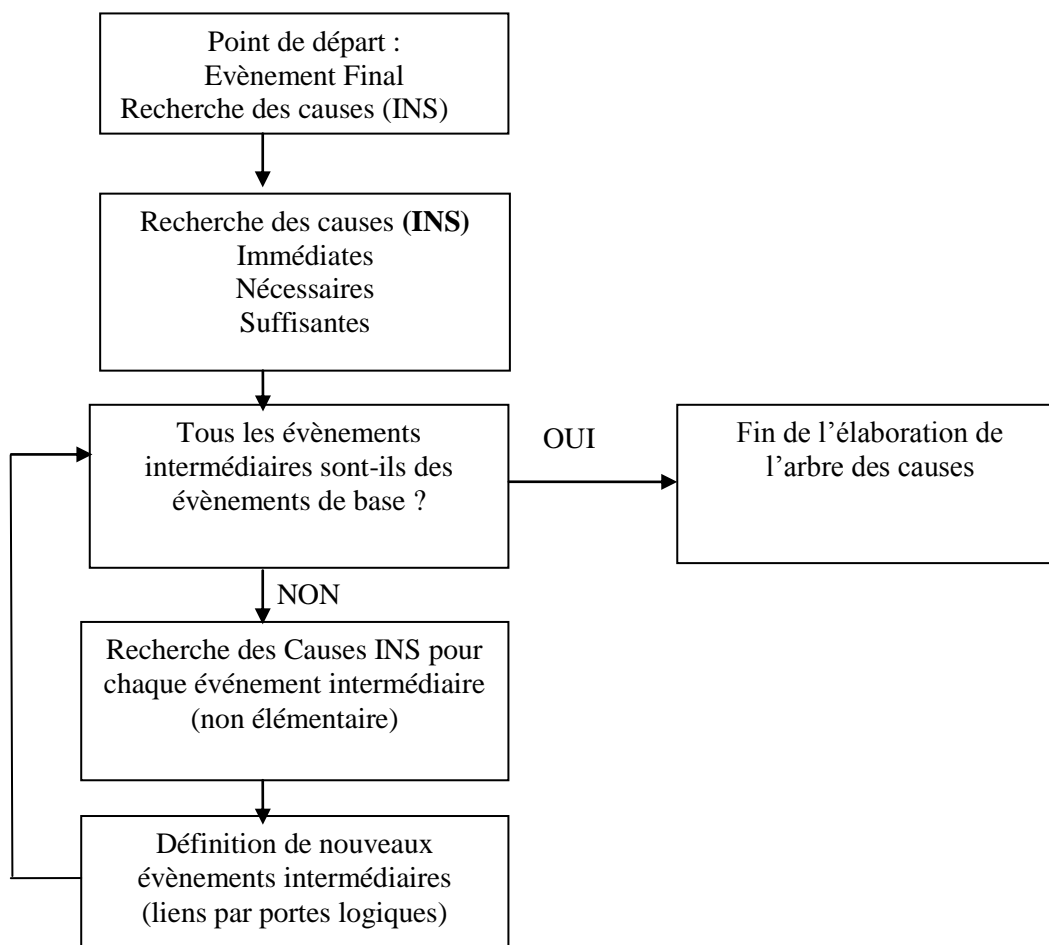 Point de départ :
Evènement Final
Recherche des causes (INS)
Recherche des causes (INS)
Immédiates
Nécessaires
Suffisantes
Tous les évènements
intermédiaires sont-ils des
évènements de base ?
OUI
Fin de l’élaboration de
l’arbre des causes
NON
Recherche des Causes INS pour
chaque événement intermédiaire
(non élémentaire)
Définition de nouveaux
évènements intermédiaires
(liens par portes logiques)